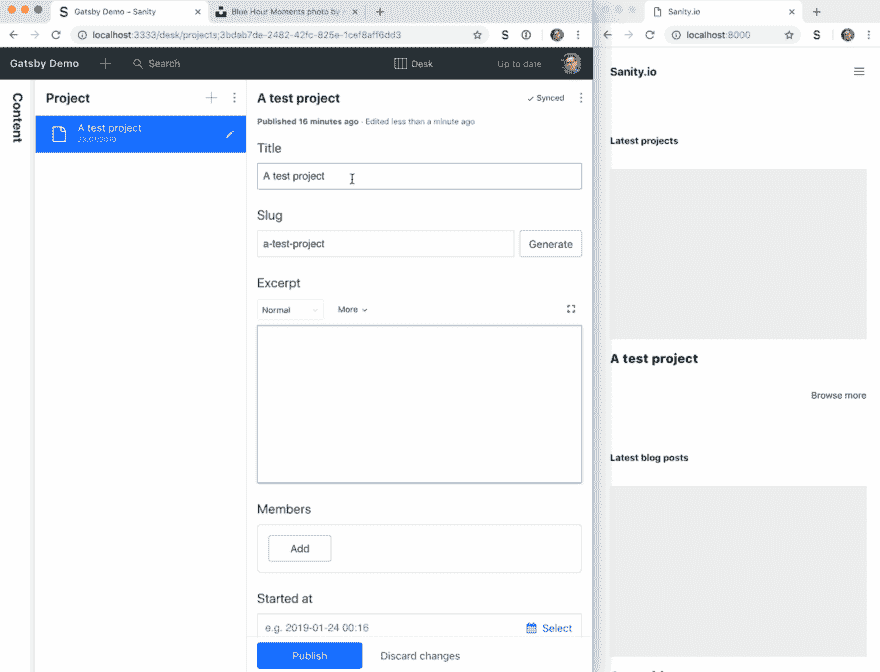 Gatsby Demo – Sanity
Blue Hour Moments photo by
localhost:3333/desk/projects;3bdab7de-2482-42fc-825e-1cef8aff6dd3
Gatsby Demo
Search
Desk
Up to date
Content
Project
A test project
A test project
Synced
Published 16 minutes ago · Edited less than a minute ago
Title
A test project
Slug
a-test-project
Generate
Excerpt
Normal
More
Members
Add
Started at
e.g. 2019-01-24 00:16
Select
Publish
Discard changes
Sanity.io
localhost:8000
Sanity.io
Latest projects
A test project
Browse more
Latest blog posts